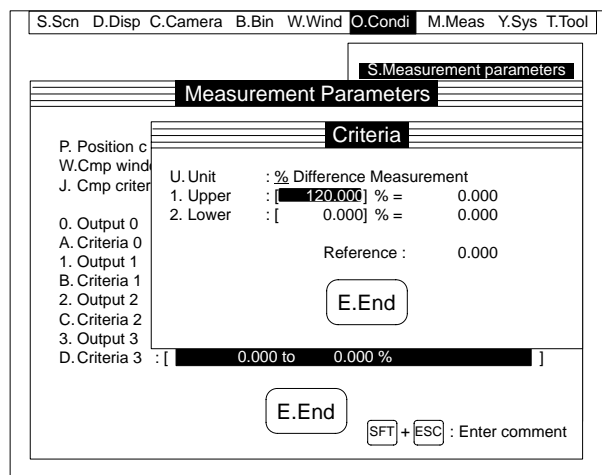 S.Scn D.Disp C.Camera B.Bin W.Wind O.Condi M.Meas Y.Sys T.Tool
S.Measurement parameters
Measurement Parameters
Criteria
P. Position c
W.Cmp wind
J. Cmp criter
U. Unit : % Difference Measurement
1. Upper : [ 120.000] % = 0.000
2. Lower : [ 0.000] % = 0.000
Reference : 0.000
E.End
0. Output 0
A. Criteria 0
1. Output 1
B. Criteria 1
2. Output 2
C. Criteria 2
3. Output 3
D. Criteria 3 : [ 0.000 to 0.000 % ]
E.End
SFT + ESC : Enter comment